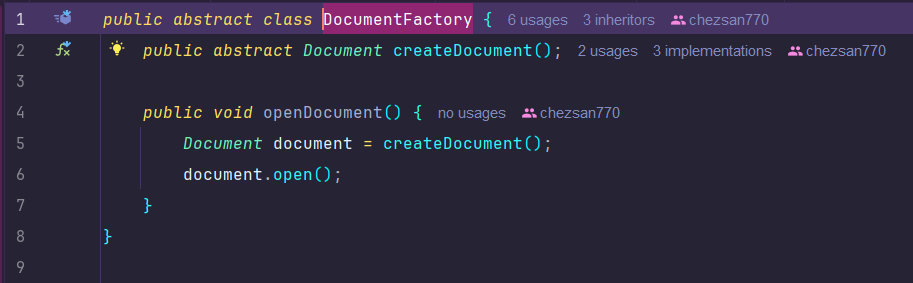 1 public abstract class DocumentFactory { 6 usages 3 inheritors chezsan770
2 public abstract Document createDocument(); 2 usages 3 implementations chezsan770
3
4 public void openDocument() { no usages chezsan770
5 Document document = createDocument();
6 document.open();
7 }
8 }
9